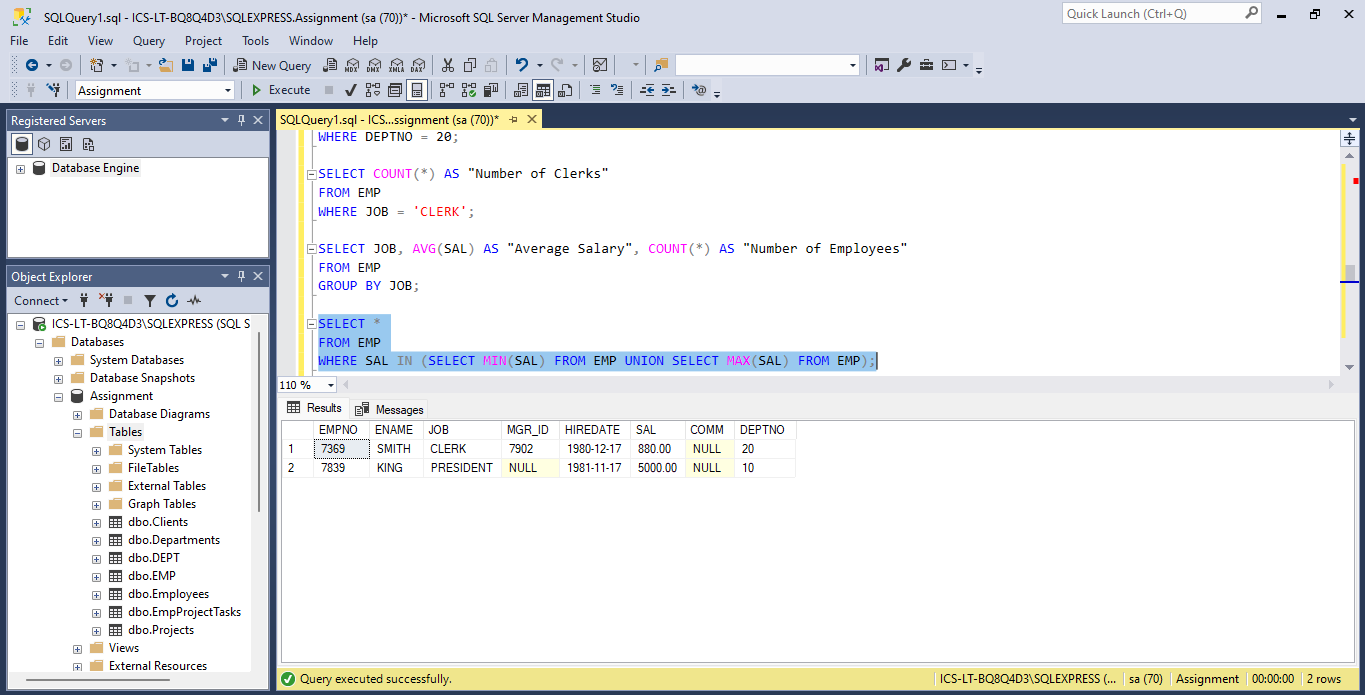 SQLQuery1.sql - ICS-LT-BQ8Q4D3\SQLEXPRESS.Assignment (sa (70))* - Microsoft SQL Server Management Studio
Quick Launch (Ctrl+Q)
File Edit View Query Project Tools Window Help
New Query MDX DMX XMLA DAX
Assignment Execute
Registered Servers
Database Engine
Object Explorer
Connect
ICS-LT-BQ8Q4D3\SQLEXPRESS (SQL S
Databases
System Databases
Database Snapshots
Assignment
Database Diagrams
Tables
System Tables
FileTables
External Tables
Graph Tables
dbo.Clients
dbo.Departments
dbo.DEPT
dbo.EMP
dbo.Employees
dbo.EmpProjectTasks
dbo.Projects
Views
External Resources
SQLQuery1.sql - ICS...ssignment (sa (70))*
WHERE DEPTNO = 20;
SELECT COUNT(*) AS "Number of Clerks"
FROM EMP
WHERE JOB = 'CLERK';
SELECT JOB, AVG(SAL) AS "Average Salary", COUNT(*) AS "Number of Employees"
FROM EMP
GROUP BY JOB;
SELECT *
FROM EMP
WHERE SAL IN (SELECT MIN(SAL) FROM EMP UNION SELECT MAX(SAL) FROM EMP);
110 %
Results Messages
EMPNO ENAME JOB MGR_ID HIREDATE SAL COMM DEPTNO
1 7369 SMITH CLERK 7902 1980-12-17 880.00 NULL 20
2 7839 KING PRESIDENT NULL 1981-11-17 5000.00 NULL 10
Query executed successfully. ICS-LT-BQ8Q4D3\SQLEXPRESS (... sa (70) Assignment 00:00:00 2 rows